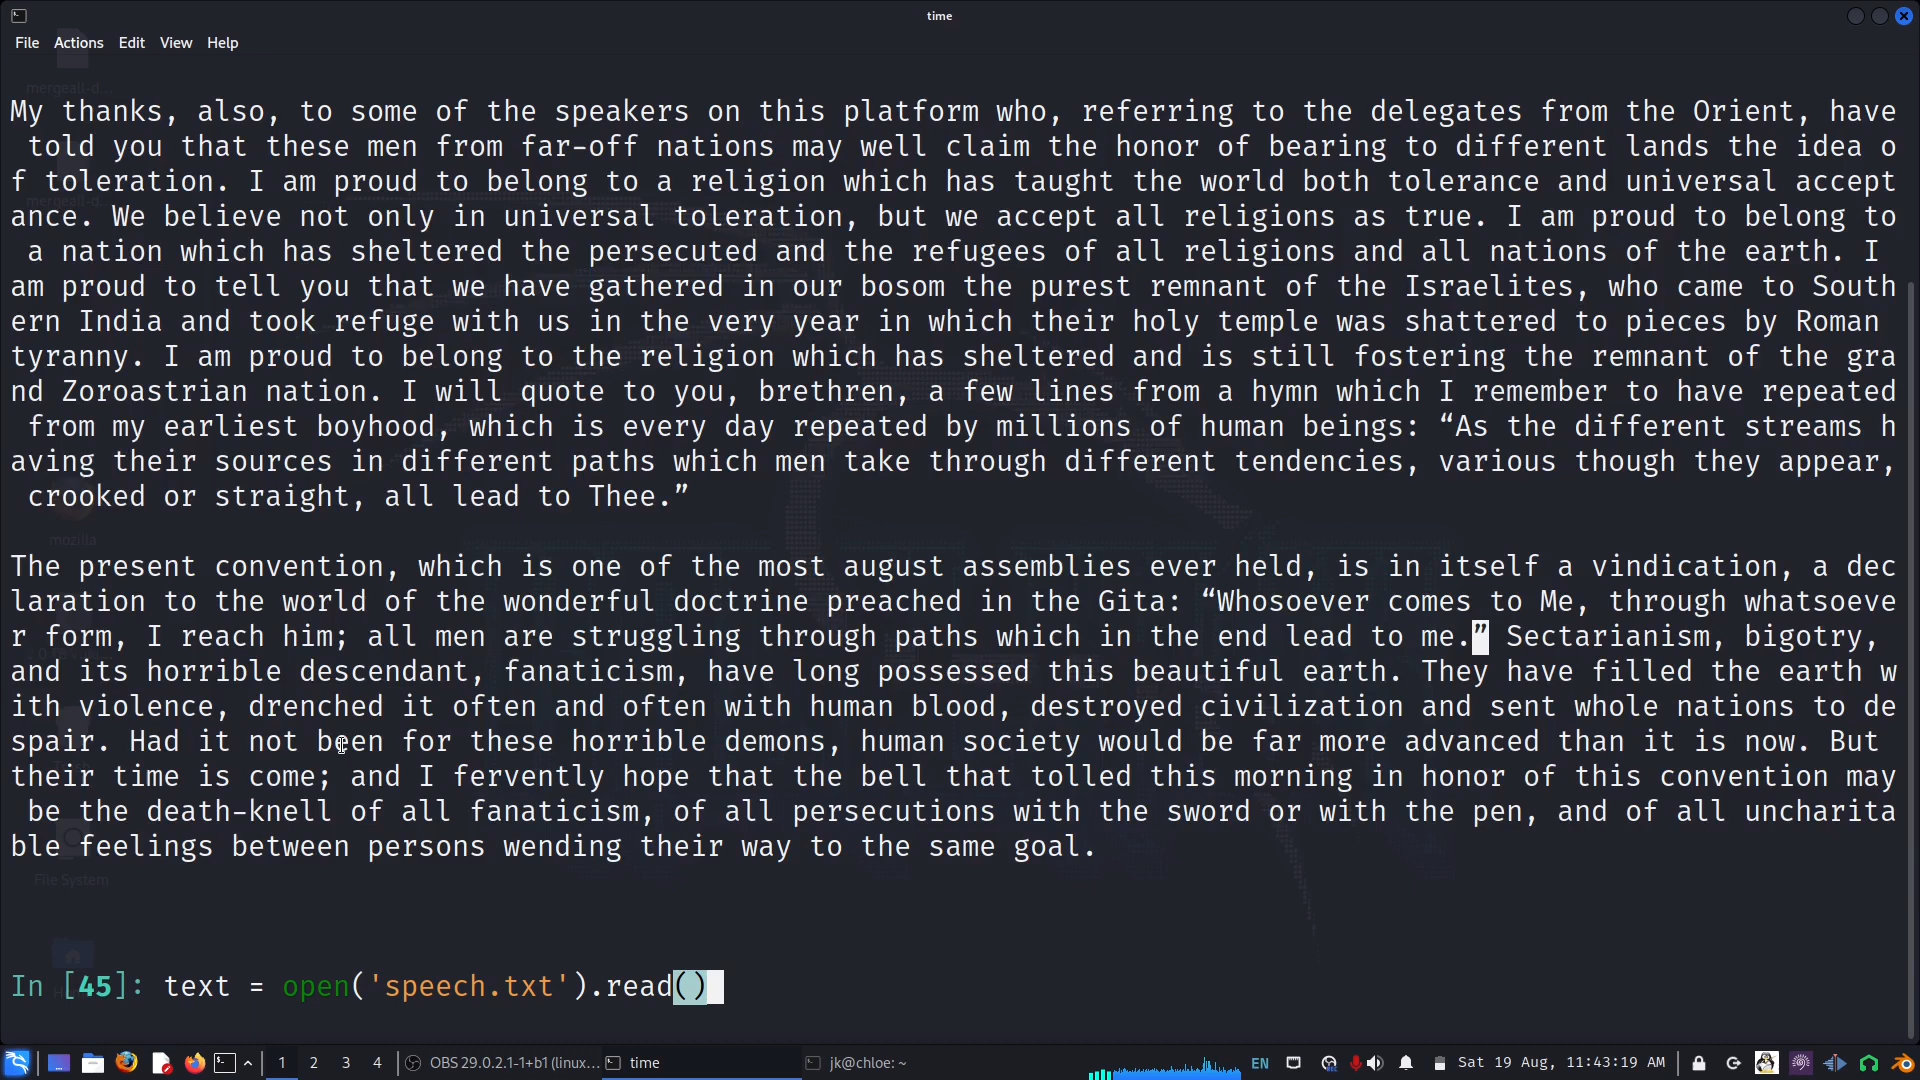 time
File Actions Edit View Help
My thanks, also, to some of the speakers on this platform who, referring to the delegates from the Orient, have
told you that these men from far-off nations may well claim the honor of bearing to different lands the idea o
f toleration. I am proud to belong to a religion which has taught the world both tolerance and universal accept
ance. We believe not only in universal toleration, but we accept all religions as true. I am proud to belong to
a nation which has sheltered the persecuted and the refugees of all religions and all nations of the earth. I
am proud to tell you that we have gathered in our bosom the purest remnant of the Israelites, who came to South
ern India and took refuge with us in the very year in which their holy temple was shattered to pieces by Roman
tyranny. I am proud to belong to the religion which has sheltered and is still fostering the remnant of the gra
nd Zoroastrian nation. I will quote to you, brethren, a few lines from a hymn which I remember to have repeated
from my earliest boyhood, which is every day repeated by millions of human beings: “As the different streams h
aving their sources in different paths which men take through different tendencies, various though they appear,
crooked or straight, all lead to Thee.”
mozilla
The present convention, which is one of the most august assemblies ever held, is in itself a vindication, a dec
laration to the world of the wonderful doctrine preached in the Gita: “Whosoever comes to Me, through whatsoeve
r form, I reach him; all men are struggling through paths which in the end lead to me.” Sectarianism, bigotry,
and its horrible descendant, fanaticism, have long possessed this beautiful earth. They have filled the earth w
ith violence, drenched it often and often with human blood, destroyed civilization and sent whole nations to de
spair. Had it not been for these horrible demons, human society would be far more advanced than it is now. But
their time is come; and I fervently hope that the bell that tolled this morning in honor of this convention may
be the death-knell of all fanaticism, of all persecutions with the sword or with the pen, and of all uncharita
ble feelings between persons wending their way to the same goal.
File System
In [45]: text = open('speech.txt').read()
1 2 3 4 OBS 29.0.2.1-1+b1 (linux... time jk@chloe: ~ EN Sat 19 Aug, 11:43:19 AM